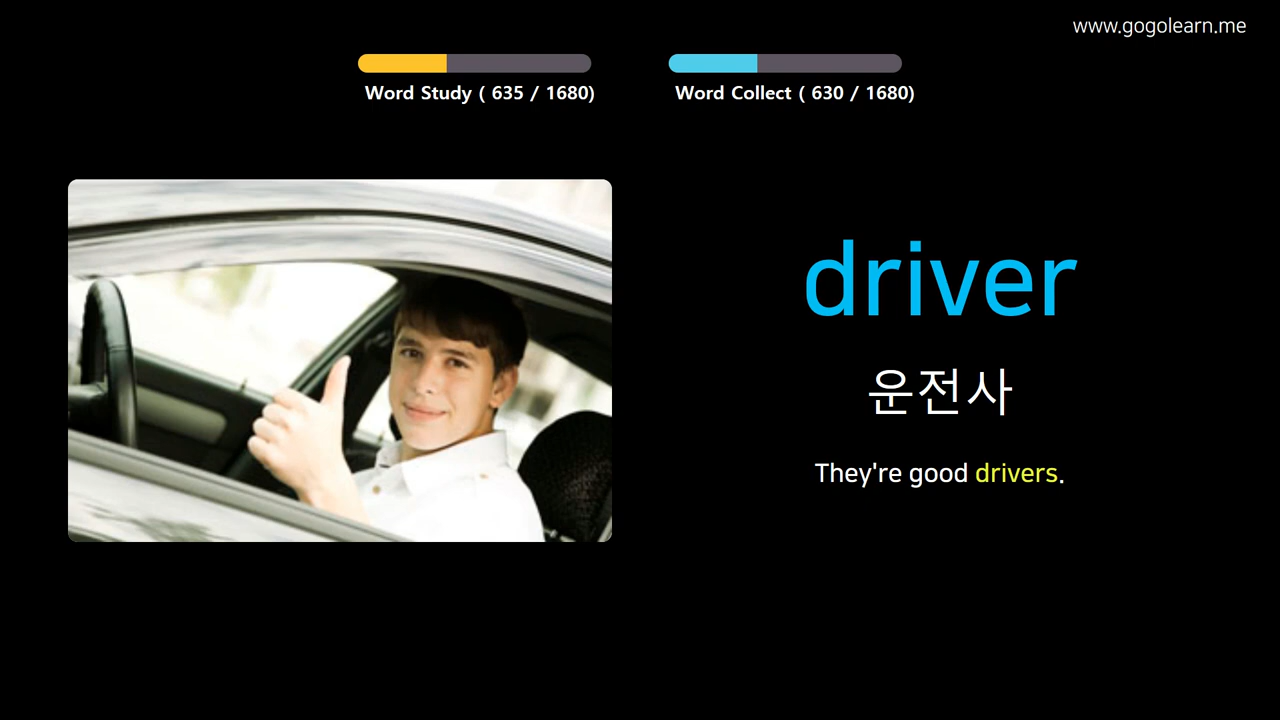 www.gogolearn.me
Word Study ( 635 / 1680)
Word Collect ( 630 / 1680)
driver
운전사
They're good drivers.